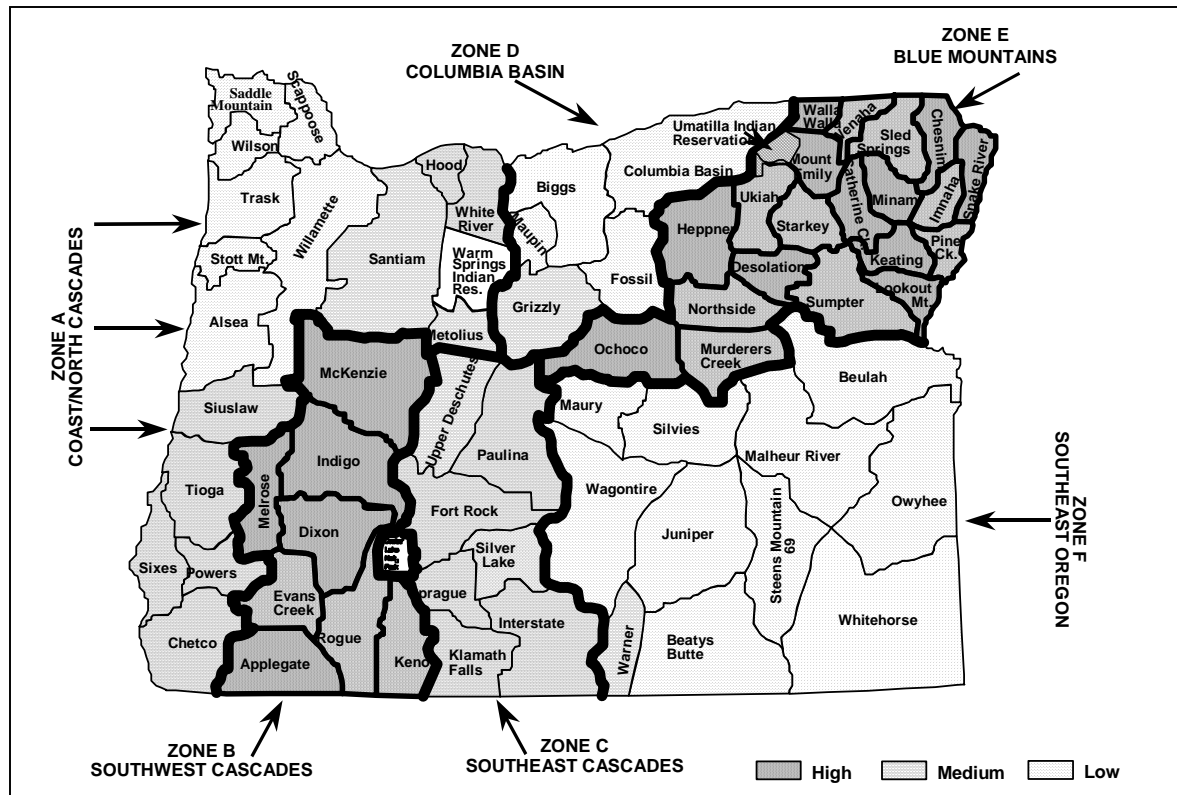 ZONE D
COLUMBIA BASIN
ZONE E
BLUE MOUNTAINS
Saddle
Mountain
Scappoose
Wilson
Trask
Willamette
Stott Mt.
Alsea
Hood
White
River
Santiam
Warm
Springs
Indian
Res.
Metolius
Biggs
Maupin
Umatilla Indian
Reservation
Columbia Basin
Fossil
Grizzly
Walla
Walla
Wenaha
Sled
Springs
Chesnim
Snake River
Mount
Emily
Catherine Ck.
Minam
Imnaha
Ukiah
Starkey
Heppner
Pine
Ck.
Keating
Desolation
Lookout
Mt.
Sumpter
Northside
Ochoco
Murderers
Creek
Beulah
ZONE A
COAST/NORTH CASCADES
McKenzie
Siuslaw
Upper Deschutes
Maury
Silvies
Paulina
Malheur River
Indigo
Tioga
Melrose
Wagontire
Owyhee
Fort Rock
Dixon
Juniper
Steens Mountain
69
ZONE F
SOUTHEAST OREGON
Lake
Silver
Lake
Sixes
Powers
Evans
Creek
prague
Interstate
Whitehorse
Chetco
Rogue
Applegate
Keno
Klamath
Falls
Warner
Beatys
Butte
ZONE B
SOUTHWEST CASCADES
ZONE C
SOUTHEAST CASCADES
High
Medium
Low